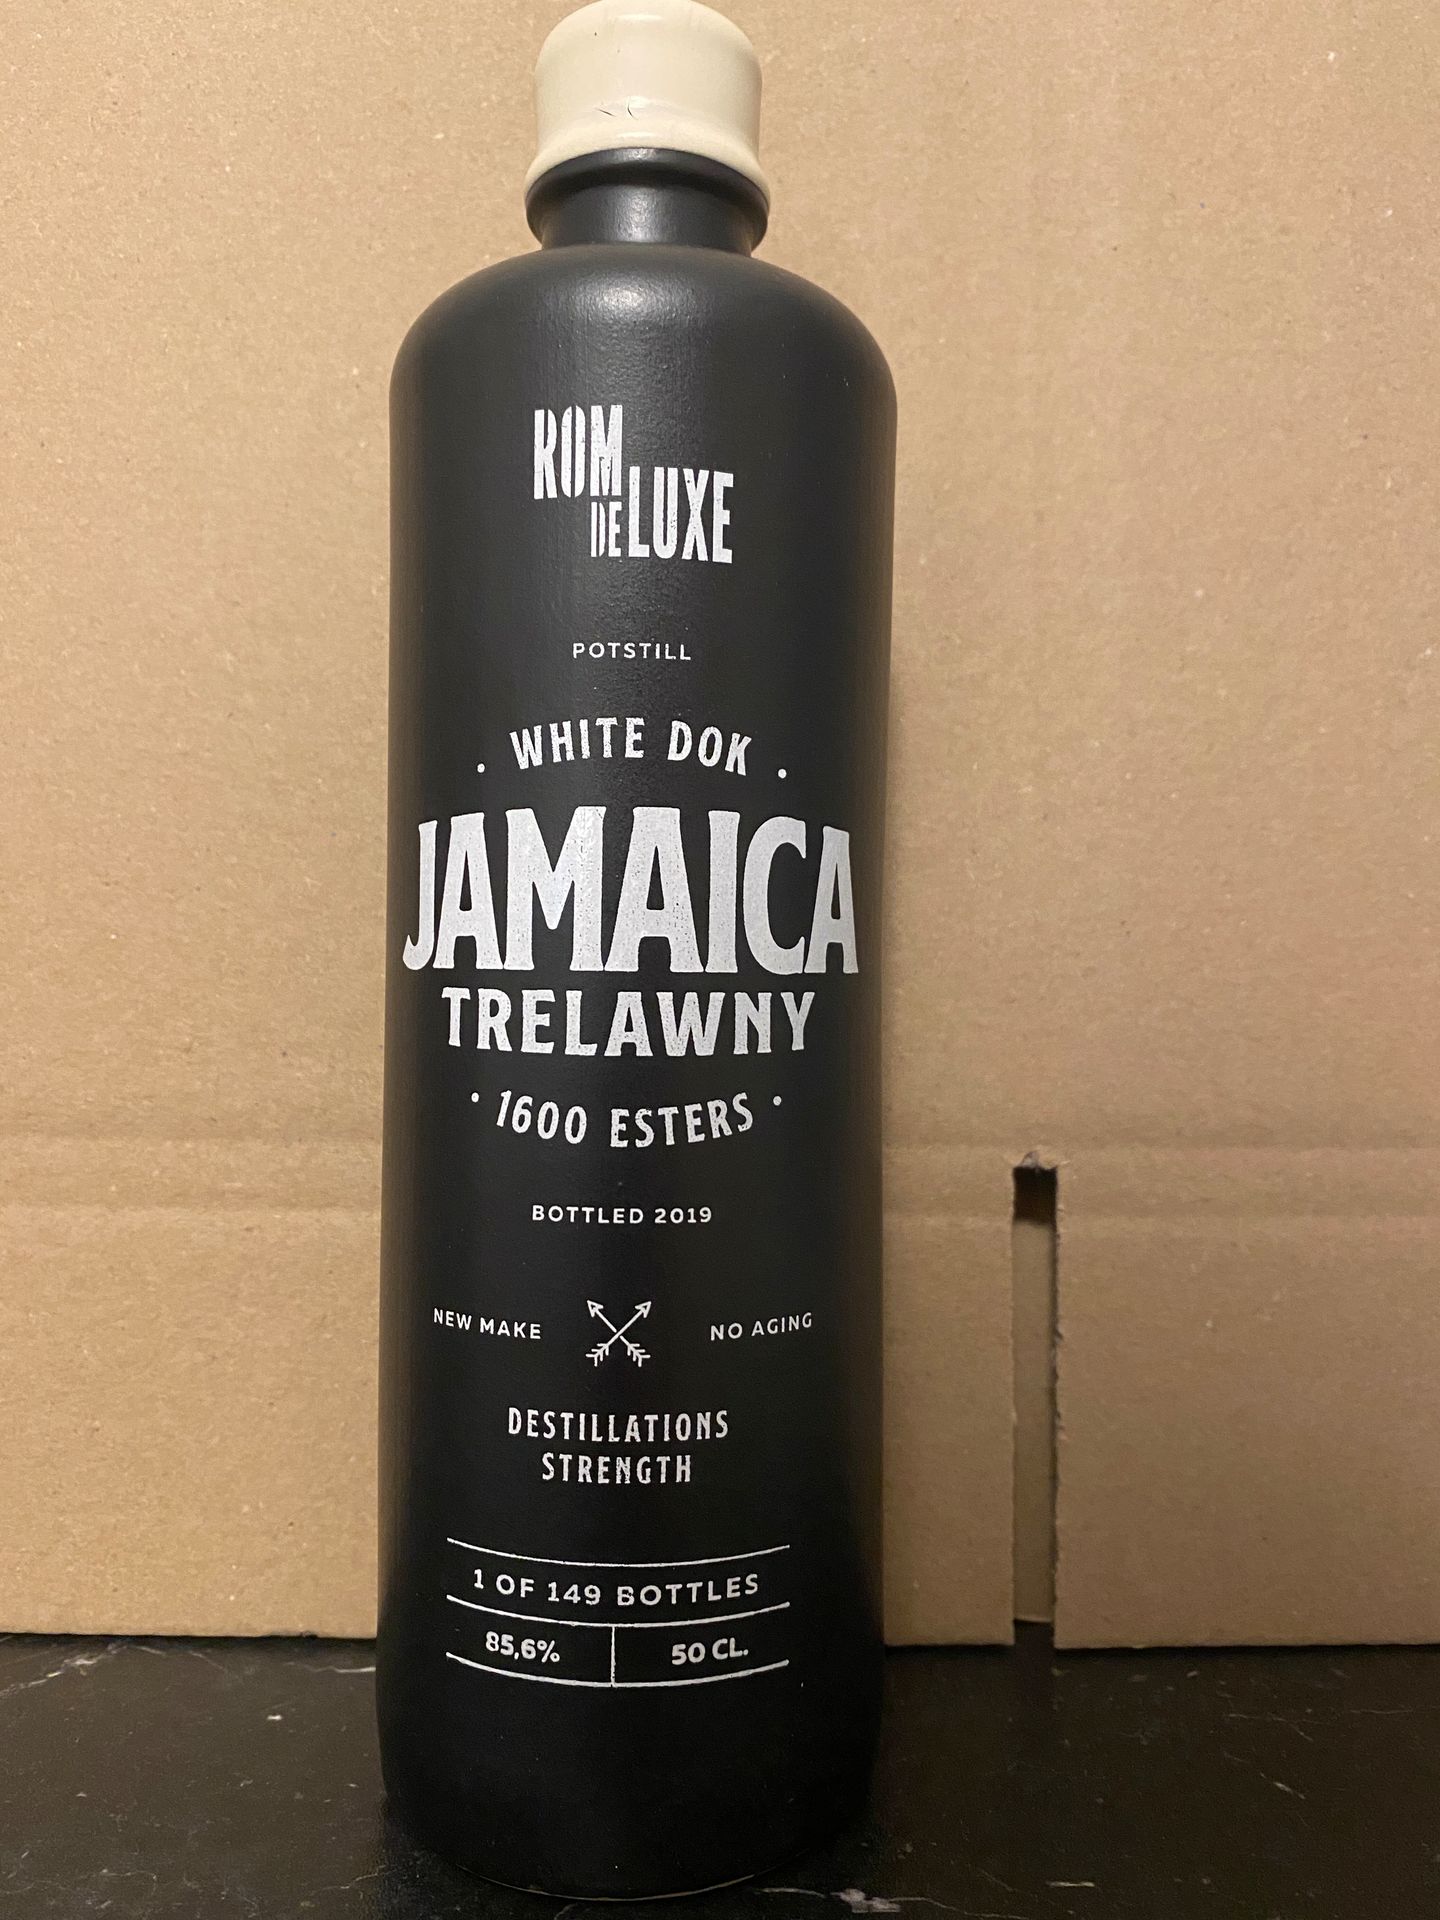 ROM
DE LUXE
POTSTILL
· WHITE DOK ·
JAMAICA
TRELAWNY
· 1600 ESTERS ·
BOTTLED 2019
NEW MAKE NO AGING
DESTILLATIONS
STRENGTH
1 OF 149 BOTTLES
85,6% 50 CL.